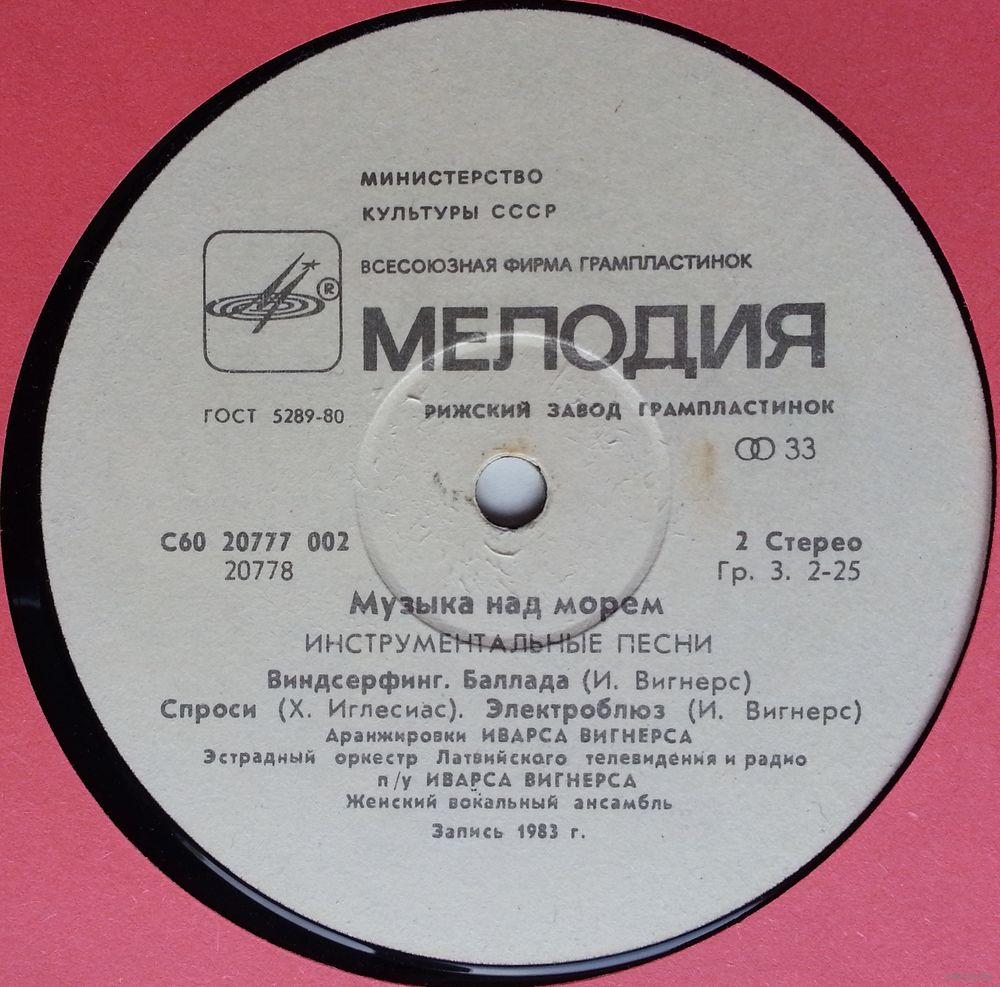 МИНИСТЕРСТВО
КУЛЬТУРЫ СССР
ВСЕСОЮЗНАЯ ФИРМА ГРАМПЛАСТИНОК
®
МЕЛОДИЯ
ГОСТ 5289-80
РИЖСКИЙ ЗАВОД ГРАМПЛАСТИНОК
33
С60 20777 002
20778
2 Стерео
Гр. 3. 2-25
Музыка над морем
ИНСТРУМЕНТАЛЬНЫЕ ПЕСНИ
Виндсерфинг. Баллада (И. Вигнерс)
Спроси (Х. Иглесиас). Электроблюз (И. Вигнерс)
Аранжировки ИВАРСА ВИГНЕРСА
Эстрадный оркестр Латвийского телевидения и радио
п/у ИВАРСА ВИГНЕРСА
Женский вокальный ансамбль
Запись 1983 г.